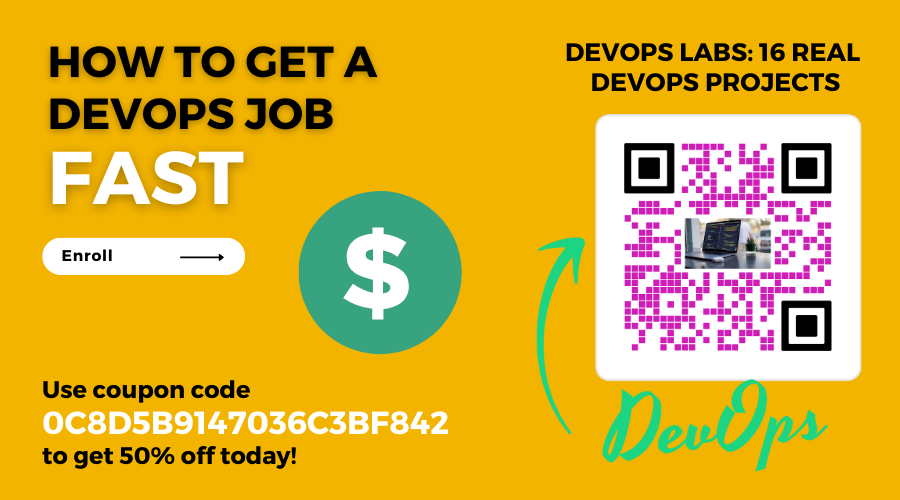 HOW TO GET A
DEVOPS JOB
FAST
Enroll
$
Use coupon code
0C8D5B9147036C3BF842
to get 50% off today!
DEVOPS LABS: 16 REAL
DEVOPS PROJECTS
DevOps